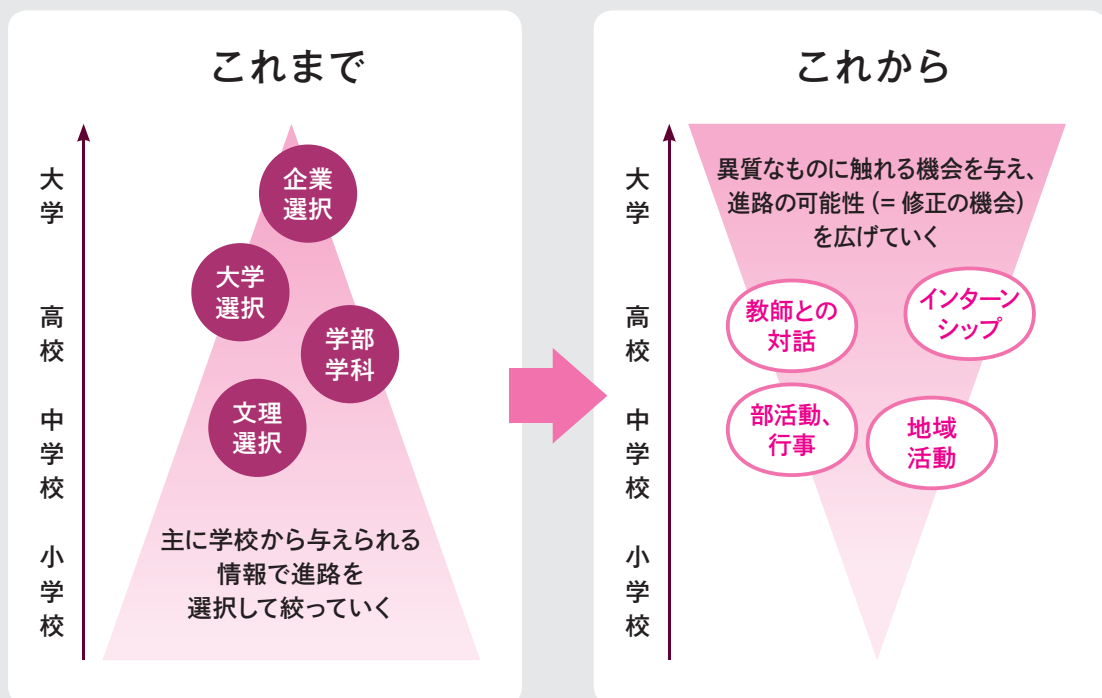 これまで
大学
高校
中学校
小学校
企業
選択
大学
選択
学部
学科
文理
選択
主に学校から与えられる
情報で進路を
選択して絞っていく
これから
大学
高校
中学校
小学校
異質なものに触れる機会を与え、
進路の可能性 (= 修正の機会)
を広げていく
教師との
対話
インターン
シップ
部活動、
行事
地域
活動